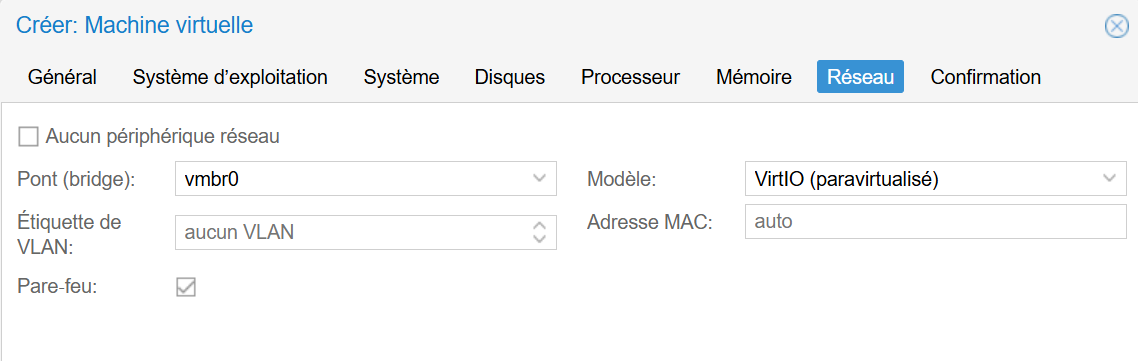 Créer: Machine virtuelle
Général Système d’exploitation Système Disques Processeur Mémoire Réseau Confirmation
Aucun périphérique réseau
Pont (bridge): vmbr0 Modèle: VirtIO (paravirtualisé)
Étiquette de VLAN: aucun VLAN Adresse MAC: auto
Pare-feu: